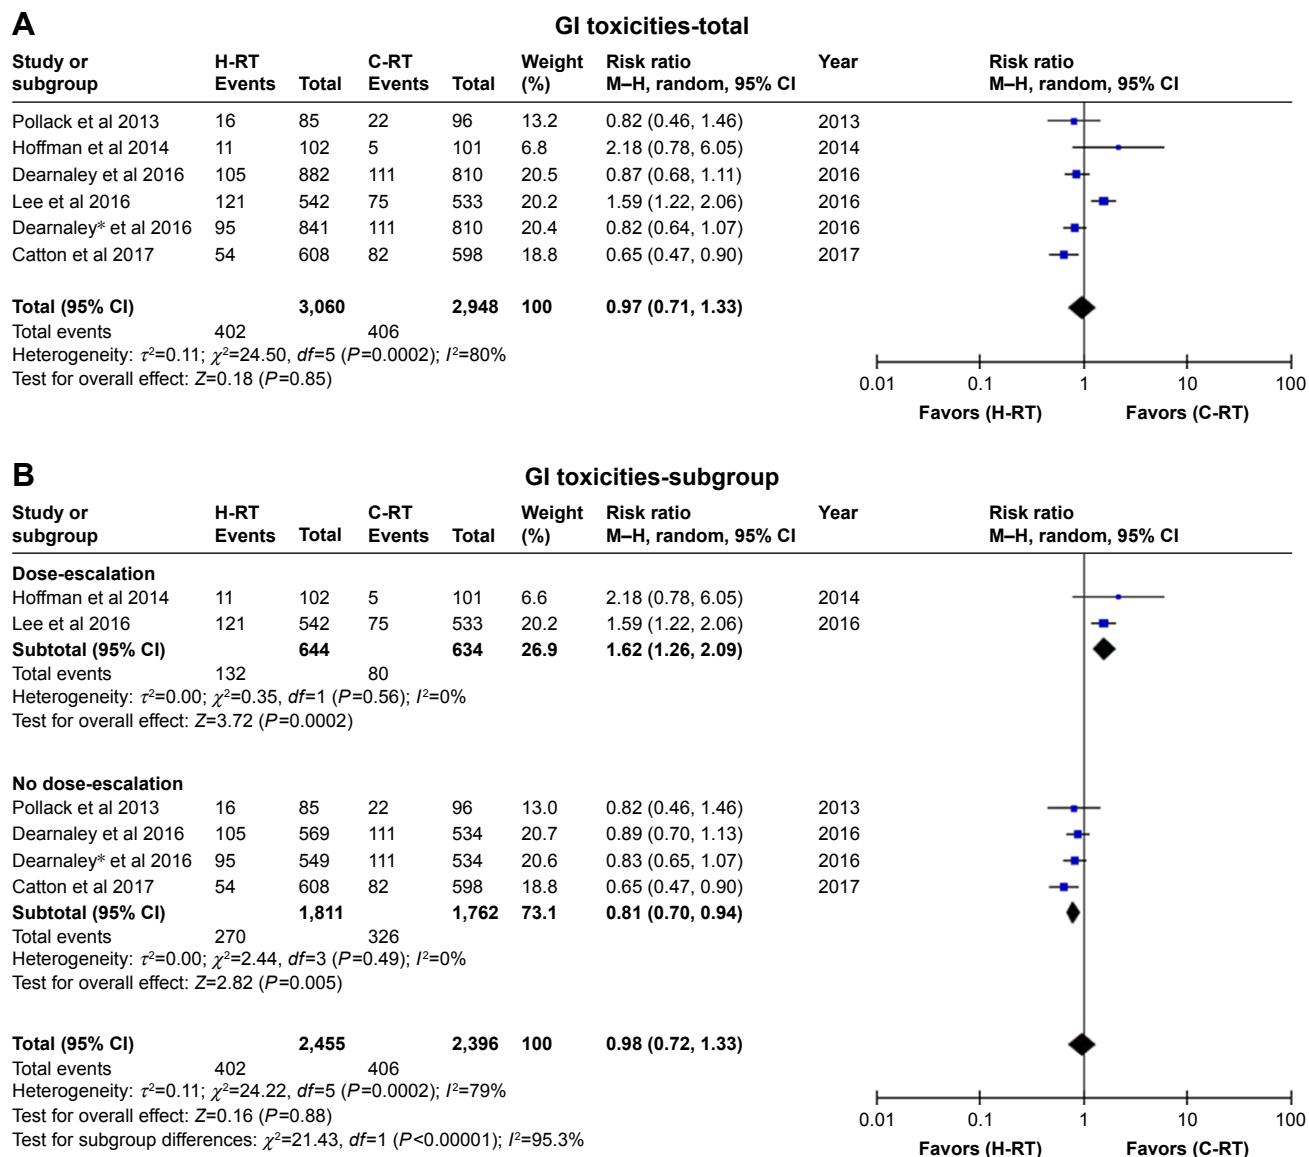 A
GI toxicities-total
Study or subgroup H-RT Events Total C-RT Events Total Weight (%) Risk ratio M–H, random, 95% CI Year Risk ratio M–H, random, 95% CI
Pollack et al 2013 16 85 22 96 13.2 0.82 (0.46, 1.46) 2013
Hoffman et al 2014 11 102 5 101 6.8 2.18 (0.78, 6.05) 2014
Dearnaley et al 2016 105 882 111 810 20.5 0.87 (0.68, 1.11) 2016
Lee et al 2016 121 542 75 533 20.2 1.59 (1.22, 2.06) 2016
Dearnaley* et al 2016 95 841 111 810 20.4 0.82 (0.64, 1.07) 2016
Catton et al 2017 54 608 82 598 18.8 0.65 (0.47, 0.90) 2017
Total (95% CI) 3,060 2,948 100 0.97 (0.71, 1.33)
Total events 402 406
Heterogeneity: τ²=0.11; χ²=24.50, df=5 (P=0.0002); I²=80%
Test for overall effect: Z=0.18 (P=0.85)
0.01 0.1 1 10 100
Favors (H-RT) Favors (C-RT)
B
GI toxicities-subgroup
Study or subgroup H-RT Events Total C-RT Events Total Weight (%) Risk ratio M–H, random, 95% CI Year Risk ratio M–H, random, 95% CI
Dose-escalation
Hoffman et al 2014 11 102 5 101 6.6 2.18 (0.78, 6.05) 2014
Lee et al 2016 121 542 75 533 20.2 1.59 (1.22, 2.06) 2016
Subtotal (95% CI) 644 634 26.9 1.62 (1.26, 2.09)
Total events 132 80
Heterogeneity: τ²=0.00; χ²=0.35, df=1 (P=0.56); I²=0%
Test for overall effect: Z=3.72 (P=0.0002)
No dose-escalation
Pollack et al 2013 16 85 22 96 13.0 0.82 (0.46, 1.46) 2013
Dearnaley et al 2016 105 569 111 534 20.7 0.89 (0.70, 1.13) 2016
Dearnaley* et al 2016 95 549 111 534 20.6 0.83 (0.65, 1.07) 2016
Catton et al 2017 54 608 82 598 18.8 0.65 (0.47, 0.90) 2017
Subtotal (95% CI) 1,811 1,762 73.1 0.81 (0.70, 0.94)
Total events 270 326
Heterogeneity: τ²=0.00; χ²=2.44, df=3 (P=0.49); I²=0%
Test for overall effect: Z=2.82 (P=0.005)
Total (95% CI) 2,455 2,396 100 0.98 (0.72, 1.33)
Total events 402 406
Heterogeneity: τ²=0.11; χ²=24.22, df=5 (P=0.0002); I²=79%
Test for overall effect: Z=0.16 (P=0.88)
Test for subgroup differences: χ²=21.43, df=1 (P<0.00001); I²=95.3%
0.01 0.1 1 10 100
Favors (H-RT) Favors (C-RT)